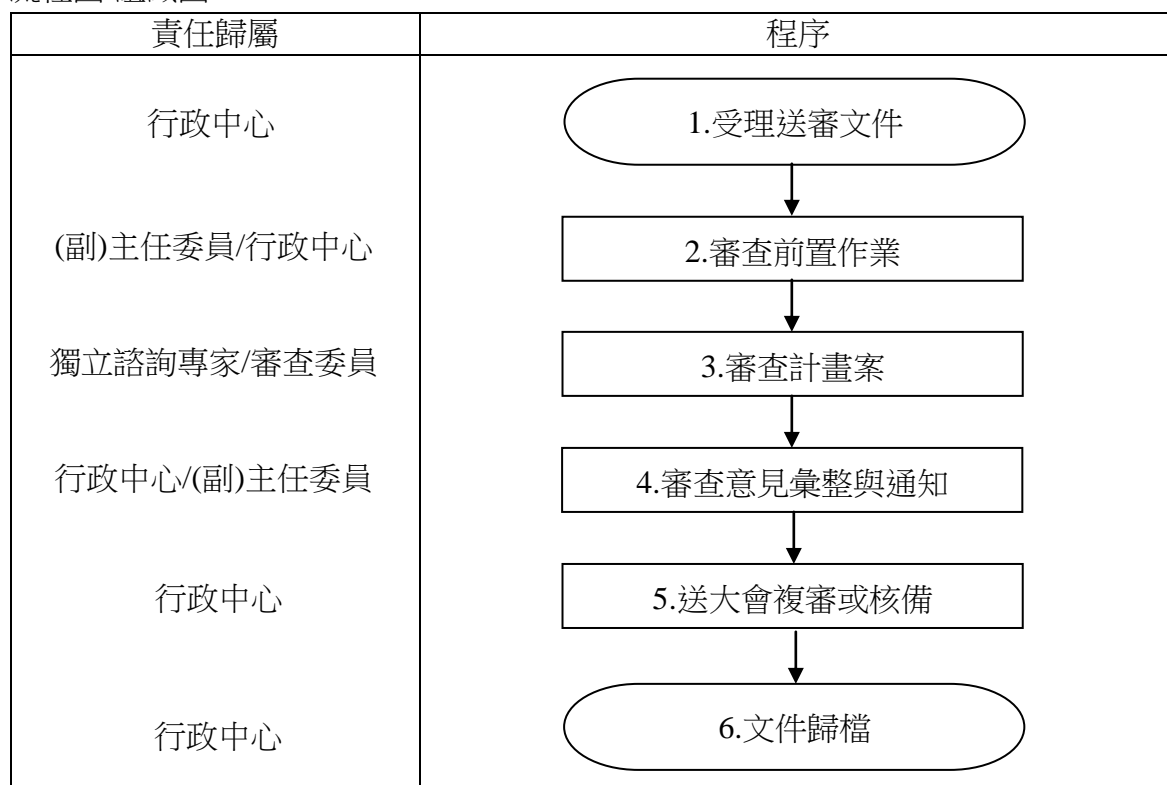 責任歸屬 程序
行政中心 1.受理送審文件
(副)主任委員/行政中心 2.審查前置作業
獨立諮詢專家/審查委員 3.審查計畫案
行政中心/(副)主任委員 4.審查意見彙整與通知
行政中心 5.送大會複審或核備
行政中心 6.文件歸檔